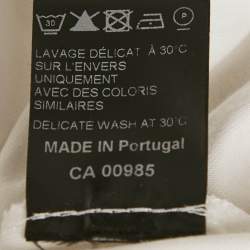 30
P
LAVAGE DÉLICAT À 30°C
SUR L'ENVERS
UNIQUEMENT
AVEC DES COLORIS
SIMILAIRES
DELICATE WASH AT 30°C
MADE IN Portugal
CA 00985